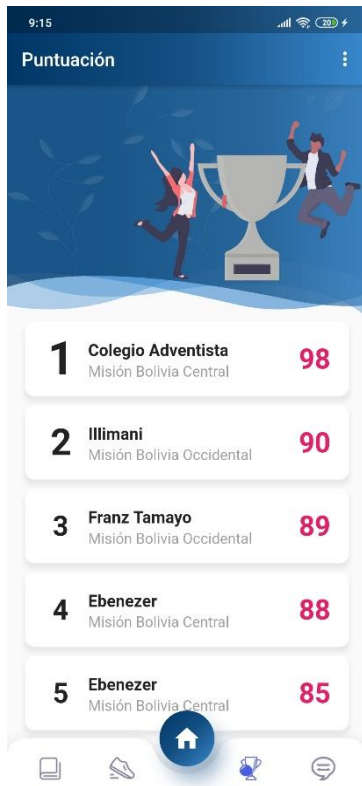 9:15
20
Puntuación
1
Colegio Adventista
Misión Bolivia Central
98
2
Illimani
Misión Bolivia Occidental
90
3
Franz Tamayo
Misión Bolivia Occidental
89
4
Ebenezer
Misión Bolivia Central
88
5
Ebenezer
Misión Bolivia Central
85